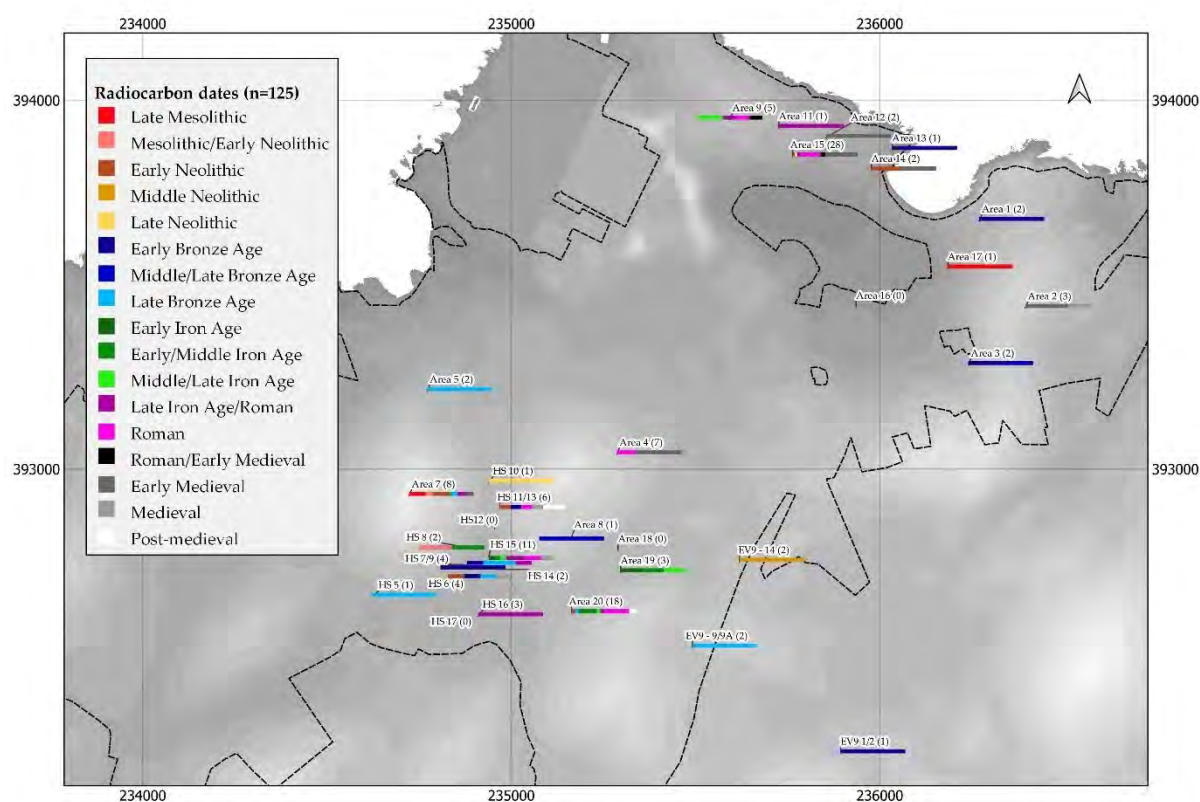 234000 235000 236000
394000 394000
Radiocarbon dates (n=125)
Late Mesolithic
Mesolithic/Early Neolithic
Early Neolithic
Middle Neolithic
Late Neolithic
Early Bronze Age
Middle/Late Bronze Age
Late Bronze Age
Early Iron Age
Early/Middle Iron Age
Middle/Late Iron Age
Late Iron Age/Roman
Roman
Roman/Early Medieval
Early Medieval
Medieval
Post-medieval
Area 9 (5)
Area 11 (1)
Area 12 (2)
Area 13 (1)
Area 15 (28)
Area 14 (2)
Area 1 (2)
Area 17 (1)
Area 16 (0)
Area 2 (3)
Area 3 (2)
Area 5 (2)
Area 4 (7)
393000 393000
HS 10 (1)
Area 7 (8)
HS 11/13 (6)
HS12 (0)
Area 8 (1)
Area 18 (0)
HS 8 (2)
HS 15 (11)
EV9 - 14 (2)
HS 7/9 (4)
Area 19 (3)
HS 14 (2)
HS 6 (4)
HS 5 (1)
HS 16 (3)
Area 20 (18)
HS 17 (0)
EV9 - 9/9A (2)
EV9 1/2 (1)
234000 235000 236000